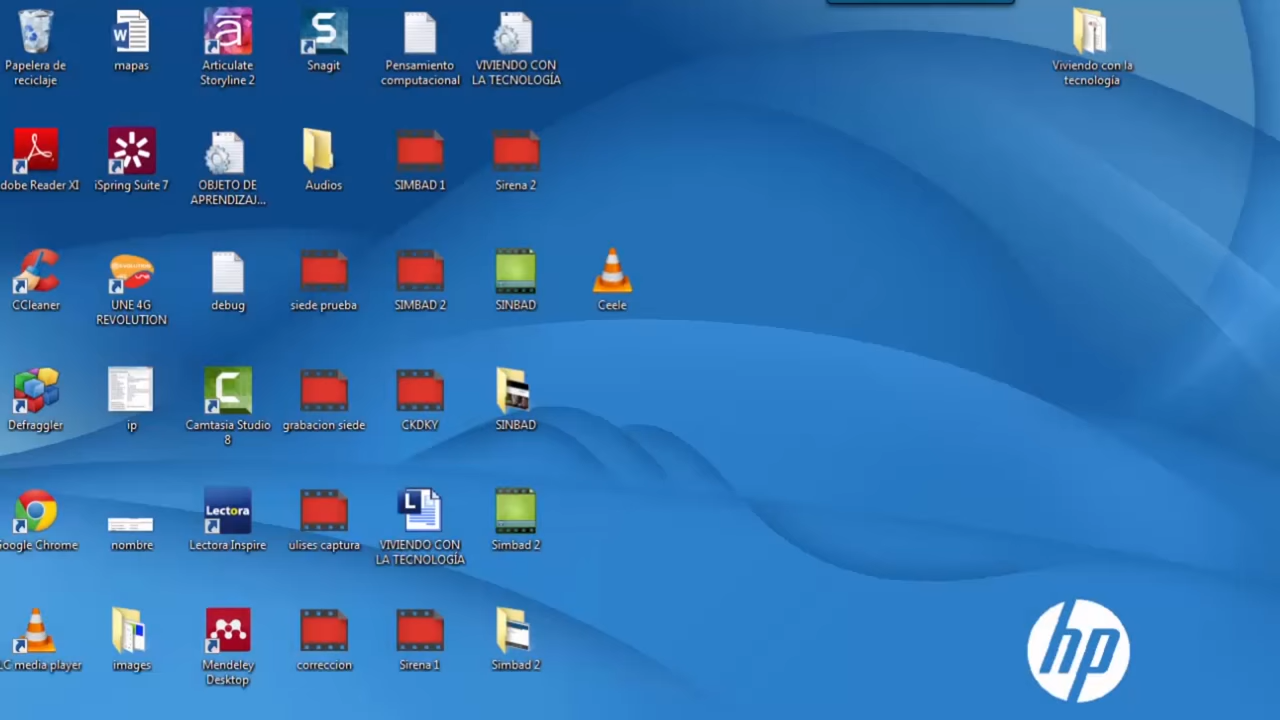 Papelera de
reciclaje
mapas
Articulate
Storyline 2
Snagit
Pensamiento
computacional
VIVIENDO CON
LA TECNOLOGÍA
Viviendo con la
tecnología
dobe Reader XI
iSpring Suite 7
OBJETO DE
APRENDIZAJ...
Audios
SIMBAD 1
Sirena 2
CCleaner
UNE 4G
REVOLUTION
debug
siede prueba
SIMBAD 2
SINBAD
Ceele
Defraggler
ip
Camtasia Studio
8
grabacion siede
CKDKY
SINBAD
Google Chrome
nombre
Lectora
Lectora Inspire
ulises captura
VIVIENDO CON
LA TECNOLOGÍA
Simbad 2
LC media player
images
Mendeley
Desktop
correccion
Sirena 1
Simbad 2
hp